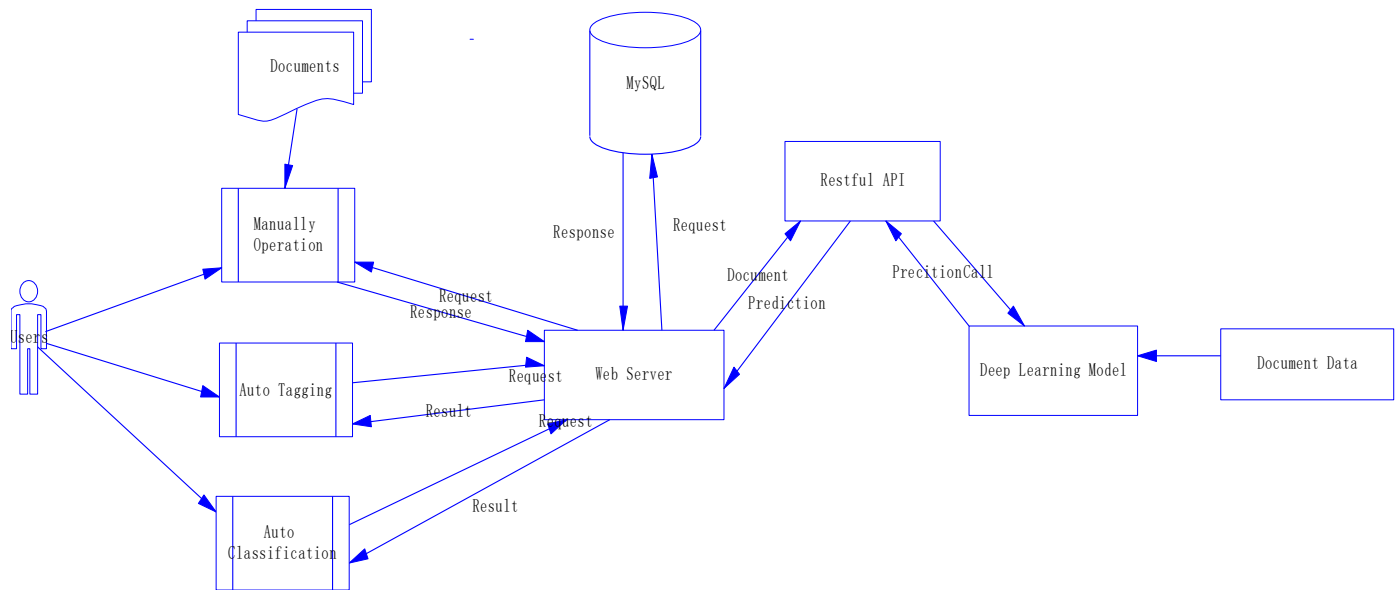 Documents
-
MySQL
Restful API
Manually
Operation
Response
Request
Document
PrecitionCall
Request
Prediction
Response
Users
Request
Web Server
Deep Learning Model
Document Data
Auto Tagging
Result
Request
Result
Auto
Classification